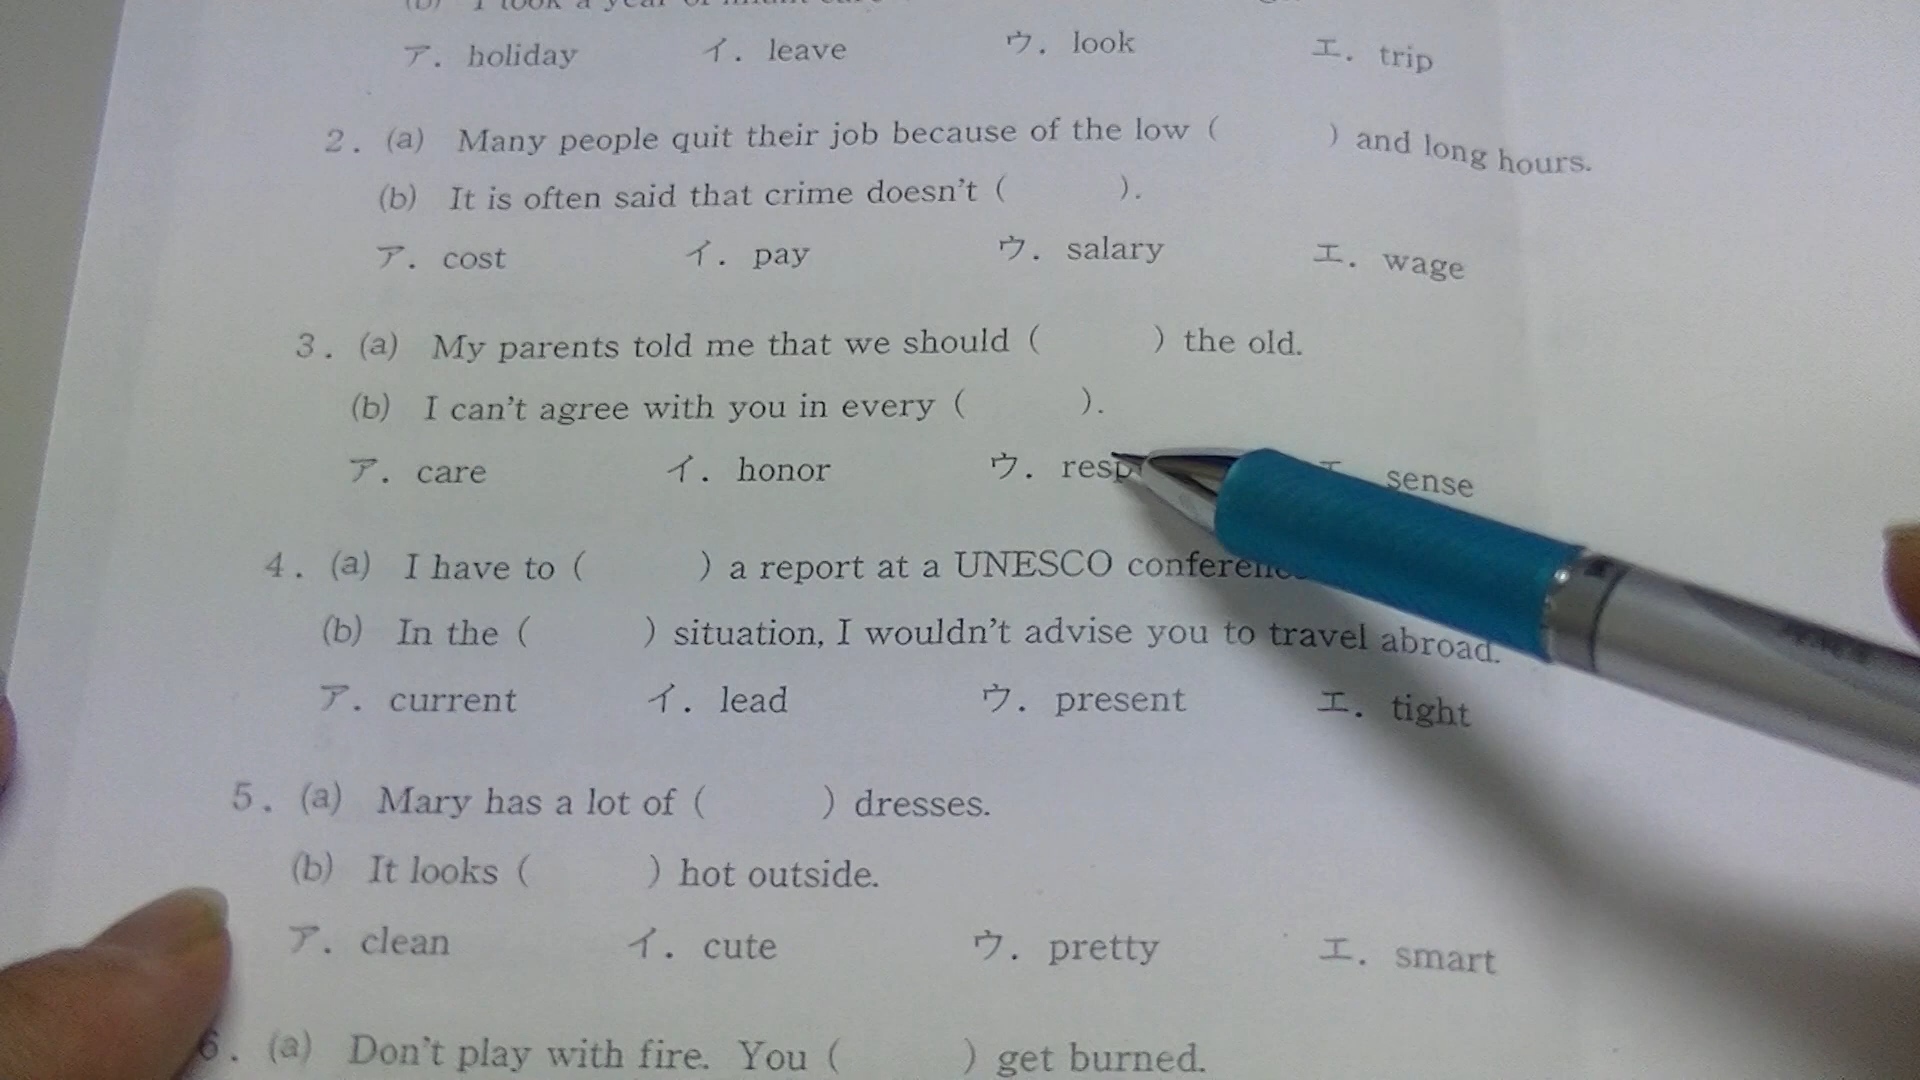 ア. holiday イ. leave ウ. look エ. trip
2. (a) Many people quit their job because of the low ( ) and long hours.
(b) It is often said that crime doesn't ( ).
ア. cost イ. pay ウ. salary エ. wage
3. (a) My parents told me that we should ( ) the old.
(b) I can't agree with you in every ( ).
ア. care イ. honor ウ. sense
4. (a) I have to ( ) a report at a UNESCO
(b) In the ( ) situation, I wouldn't advise you to travel abroad.
ア. current イ. lead ウ. present エ. tight
5. (a) Mary has a lot of ( ) dresses.
(b) It looks ( ) hot outside.
ア. clean イ. cute ウ. pretty エ. smart
6. (a) Don't play with fire. You ( ) get burned.